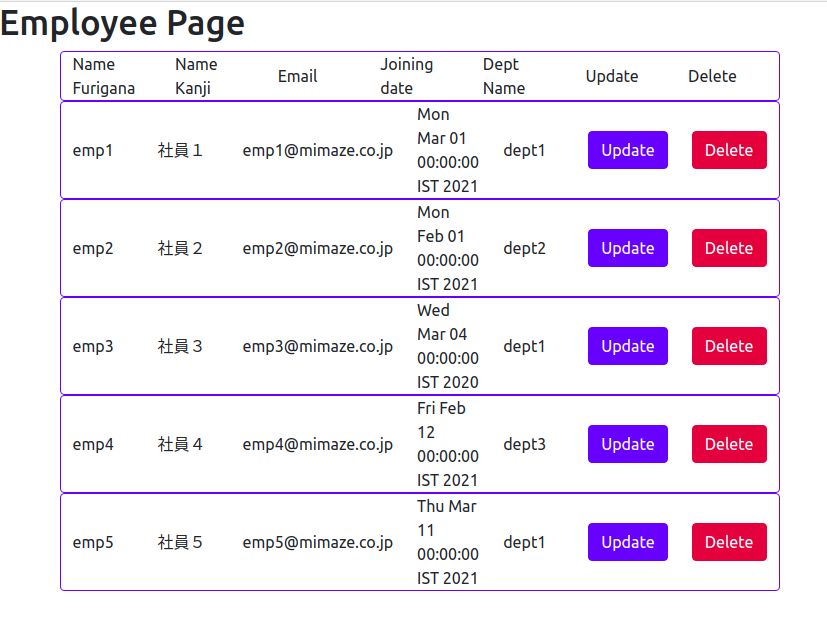 Employee Page
Name Furigana Name Kanji Email Joining date Dept Name Update Delete
emp1 社員１ emp1@mimaze.co.jp Mon Mar 01 00:00:00 IST 2021 dept1 Update Delete
emp2 社員２ emp2@mimaze.co.jp Mon Feb 01 00:00:00 IST 2021 dept2 Update Delete
emp3 社員３ emp3@mimaze.co.jp Wed Mar 04 00:00:00 IST 2020 dept1 Update Delete
emp4 社員４ emp4@mimaze.co.jp Fri Feb 12 00:00:00 IST 2021 dept3 Update Delete
emp5 社員５ emp5@mimaze.co.jp Thu Mar 11 00:00:00 IST 2021 dept1 Update Delete